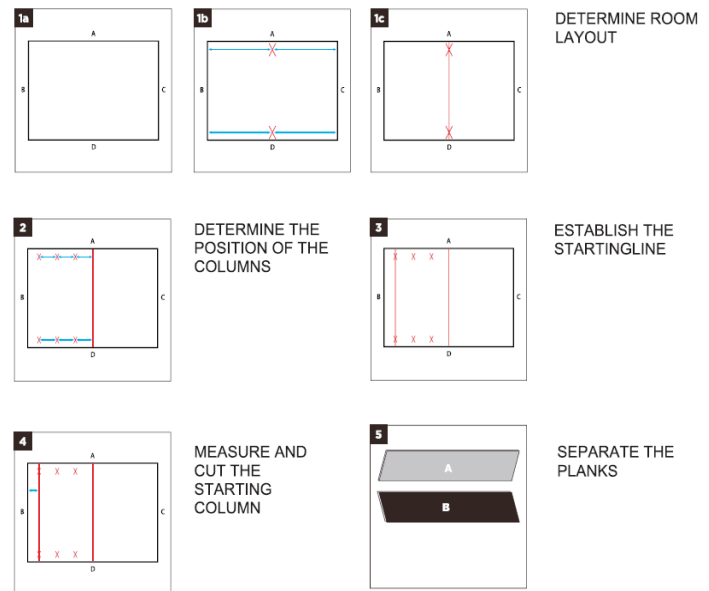 1a
A
B
C
D
1b
A
B
C
D
1c
A
B
C
D
DETERMINE ROOM
LAYOUT
2
A
B
C
D
DETERMINE THE
POSITION OF THE
COLUMNS
3
A
B
C
D
ESTABLISH THE
STARTINGLINE
4
A
B
C
D
MEASURE AND
CUT THE
STARTING
COLUMN
5
A
B
SEPARATE THE
PLANKS